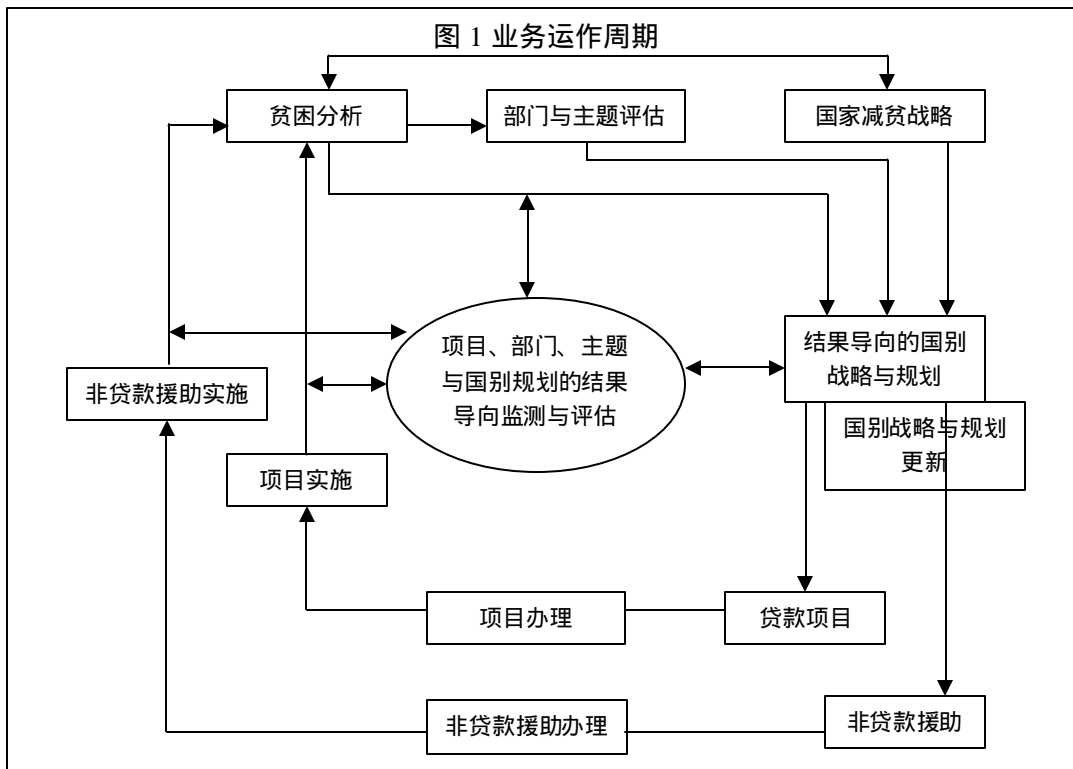 图 1 业务运作周期
贫困分析
部门与主题评估
国家减贫战略
项目、部门、主题
与国别规划的结果
导向监测与评估
结果导向的国别
战略与规划
国别战略与规划
更新
非贷款援助实施
项目实施
项目办理
贷款项目
非贷款援助办理
非贷款援助